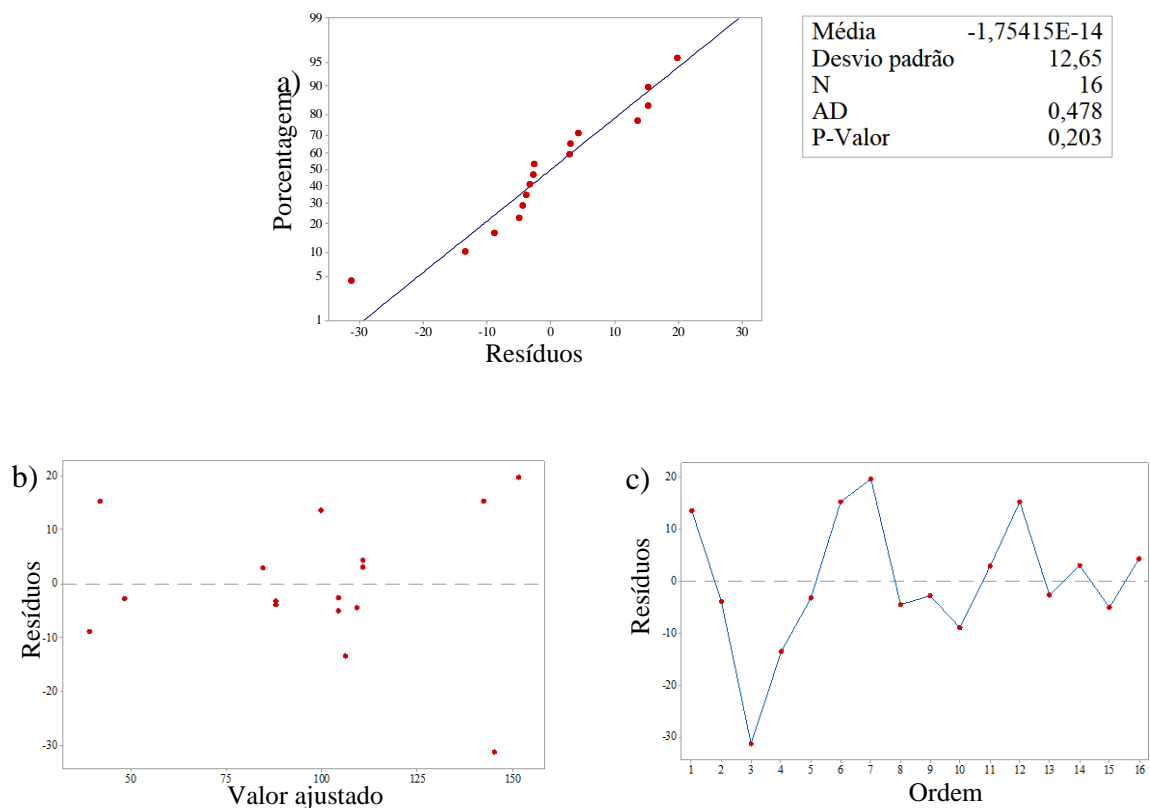 a)
Porcentagem
99
95
90
80
70
60
50
40
30
20
10
5
1
-30 -20 -10 0 10 20 30
Resíduos
Média -1,75415E-14
Desvio padrão 12,65
N 16
AD 0,478
P-Valor 0,203
b)
Resíduos
20
10
0
-10
-20
-30
50 75 100 125 150
Valor ajustado
c)
Resíduos
20
10
0
-10
-20
-30
1 2 3 4 5 6 7 8 9 10 11 12 13 14 15 16
Ordem